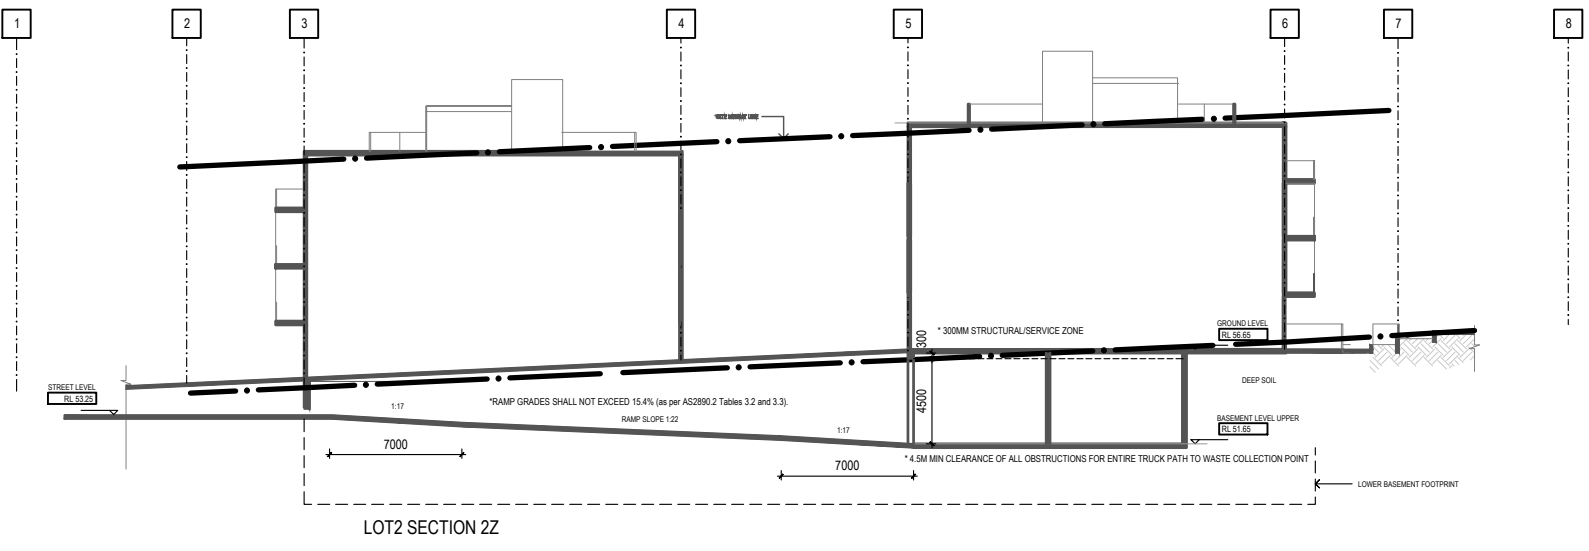 1
2
3
4
5
6
7
8
300
* 300MM STRUCTURAL/SERVICE ZONE
GROUND LEVEL
RL 56.65
STREET LEVEL
RL 53.25
DEEP SOIL
1:17
*RAMP GRADES SHALL NOT EXCEED 15.4% (as per AS2890.2 Tables 3.2 and 3.3).
4500
RAMP SLOPE 1:22
1:17
BASEMENT LEVEL UPPER
RL 51.65
7000
7000
* 4.5M MIN CLEARANCE OF ALL OBSTRUCTIONS FOR ENTIRE TRUCK PATH TO WASTE COLLECTION POINT
LOWER BASEMENT FOOTPRINT
LOT2 SECTION 2Z